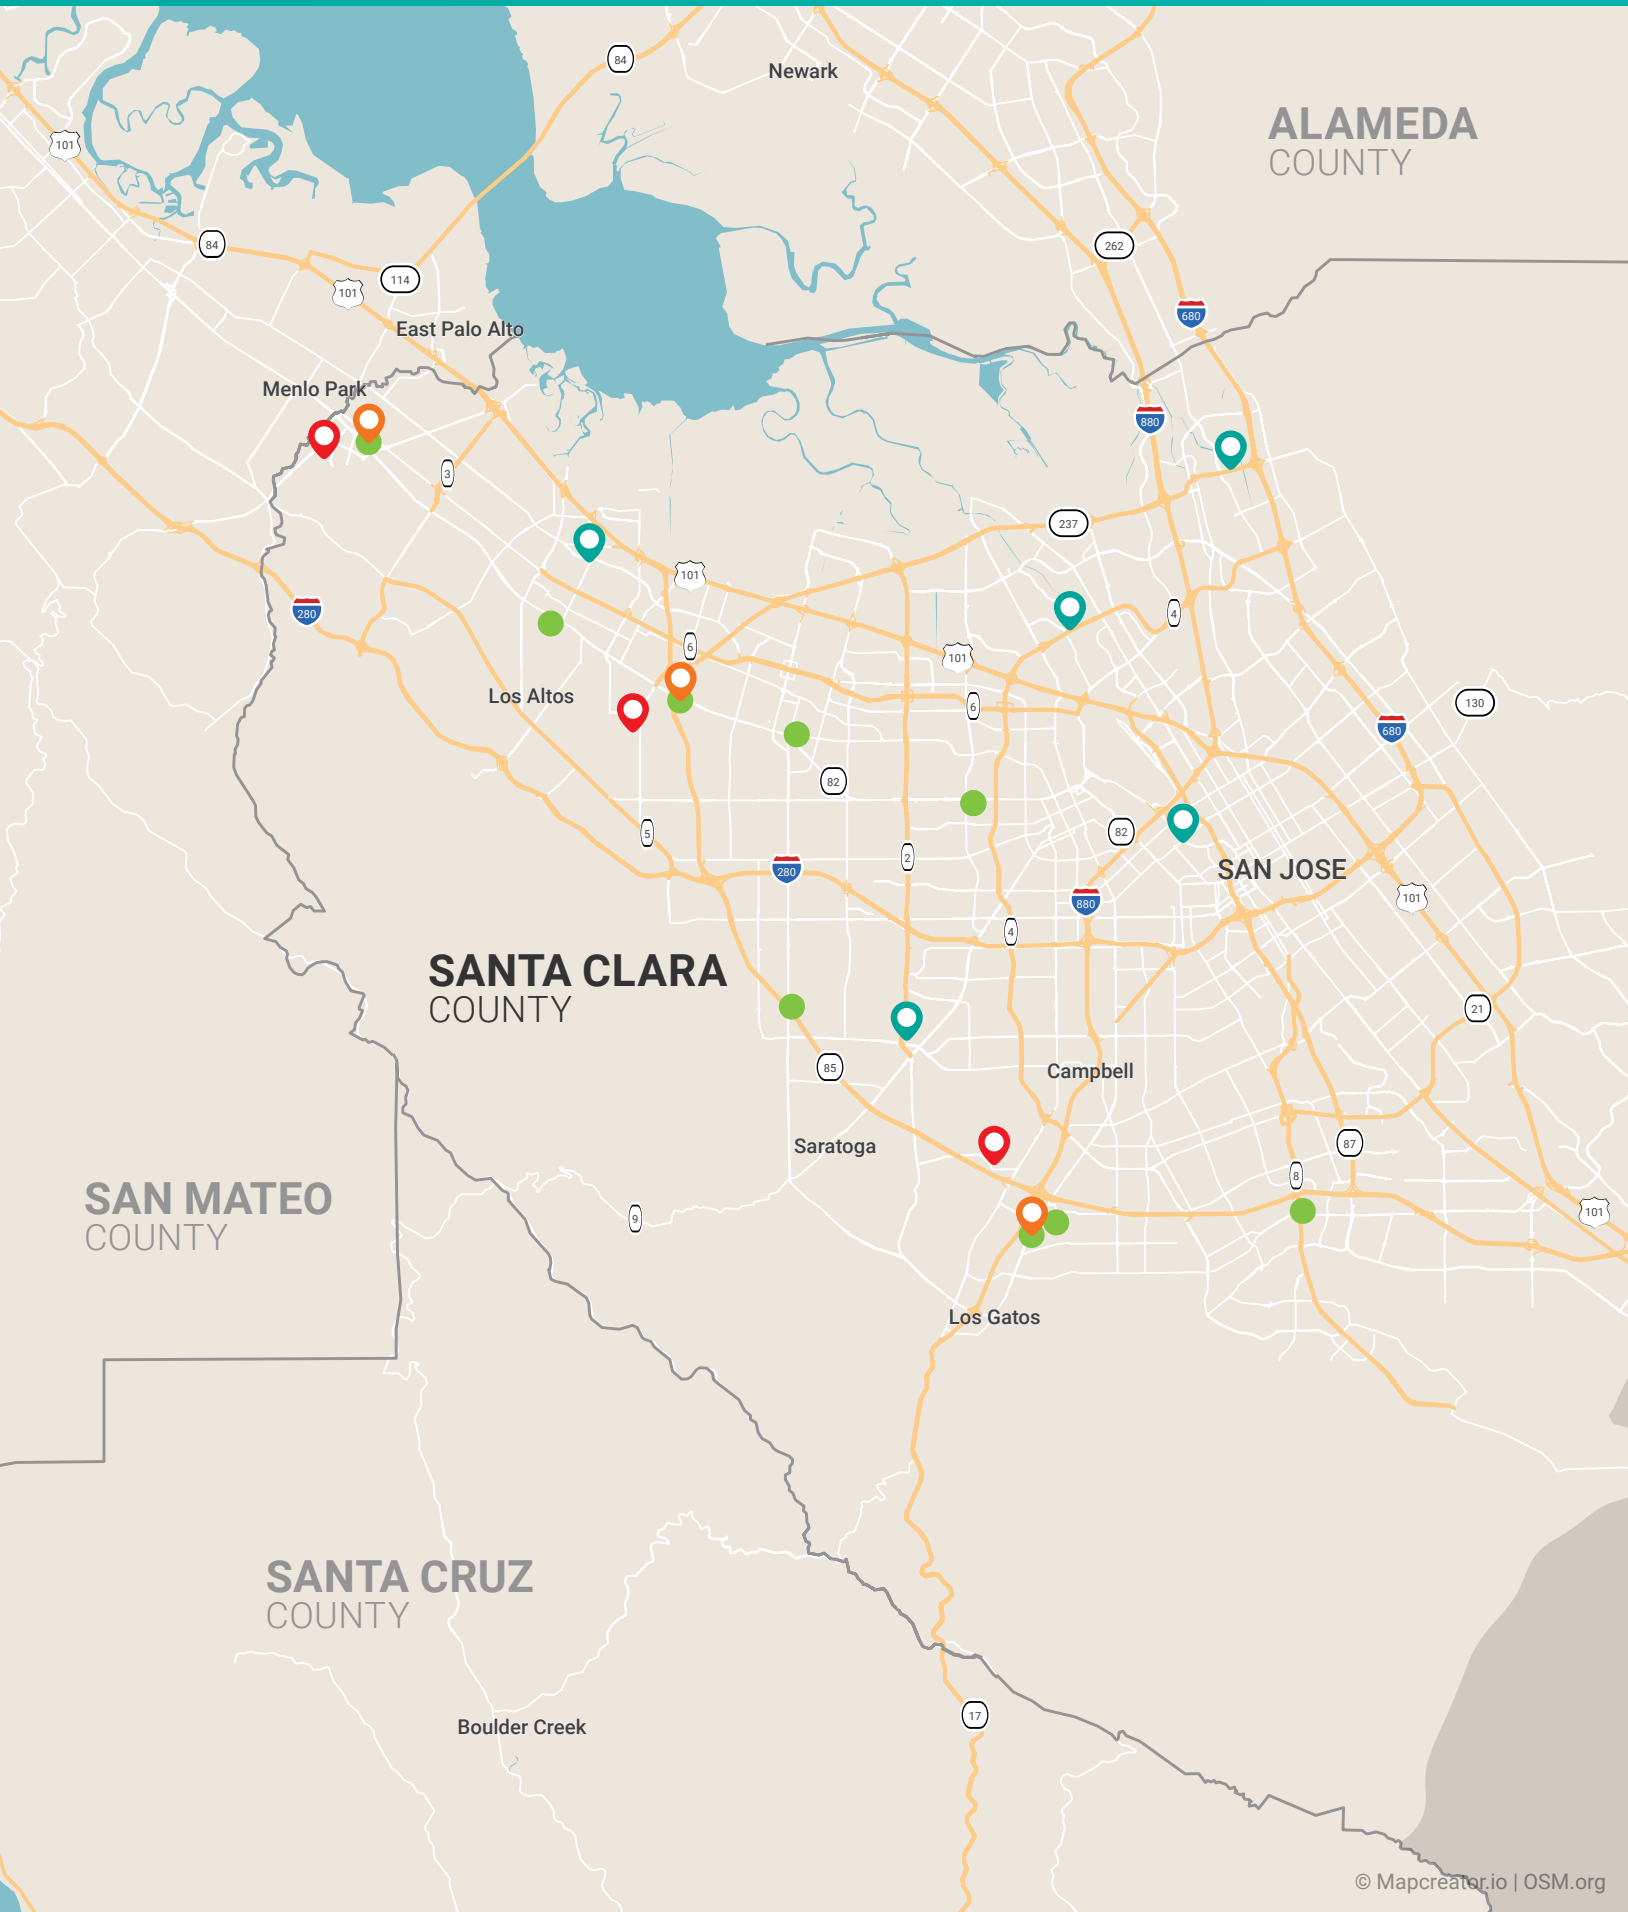 84
Newark
ALAMEDA
COUNTY
101
84
262
114
101
680
East Palo Alto
Menlo Park
880
3
237
101
280
4
6
101
Los Altos
6
130
680
82
5
82
2
280
SAN JOSE
101
880
4
SANTA CLARA
COUNTY
21
85
Campbell
Saratoga
87
8
SAN MATEO
COUNTY
9
101
Los Gatos
SANTA CRUZ
COUNTY
17
Boulder Creek
© Mapcreator.io | OSM.org